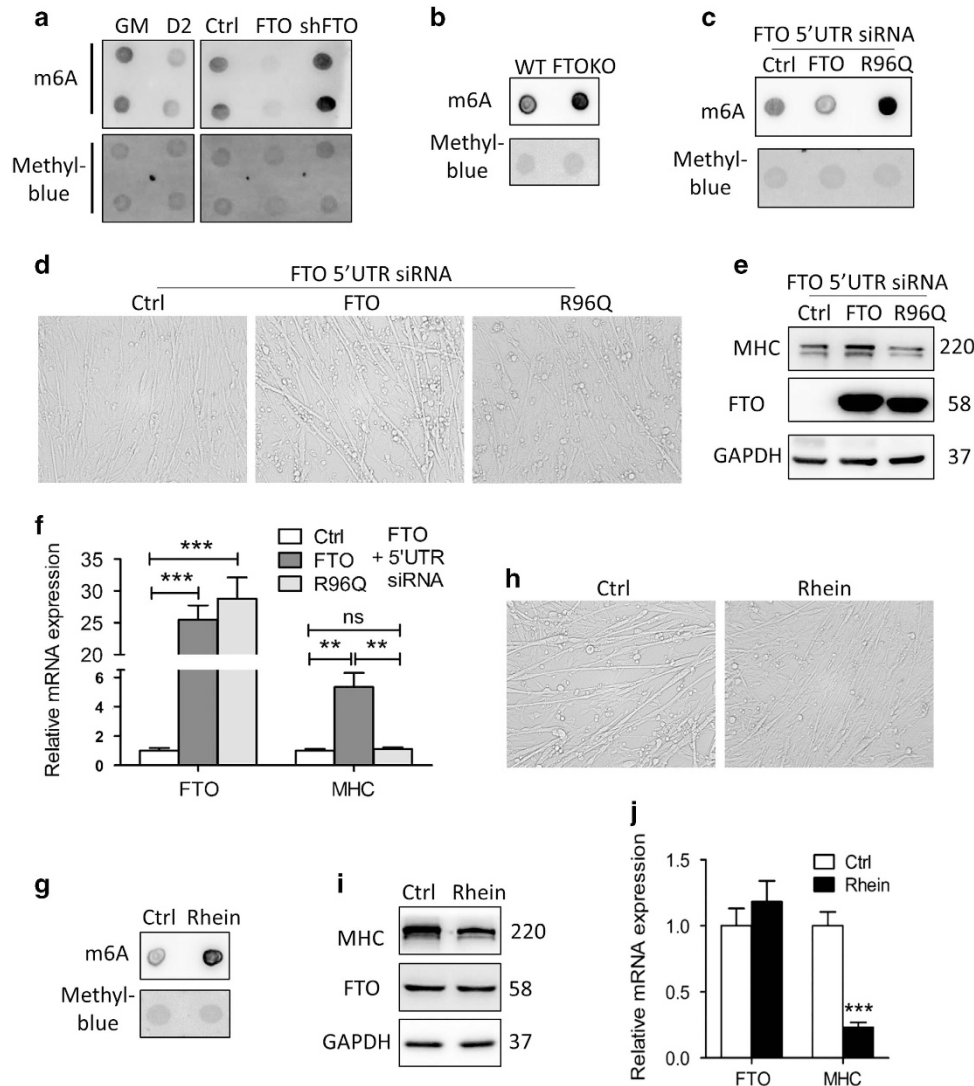 a
GM D2 Ctrl FTO shFTO
m6A
Methyl-
blue
b
WT FTOKO
m6A
Methyl-
blue
c
FTO 5'UTR siRNA
Ctrl FTO R96Q
m6A
Methyl-
blue
d
FTO 5'UTR siRNA
Ctrl FTO R96Q
e
FTO 5'UTR siRNA
Ctrl FTO R96Q
MHC 220
FTO 58
GAPDH 37
f
Relative mRNA expression
35
30
25
20
6
4
2
0
*** *** ns ** **
Ctrl
FTO
R96Q
FTO
+ 5'UTR
siRNA
FTO MHC
h
Ctrl Rhein
g
Ctrl Rhein
m6A
Methyl-
blue
i
Ctrl Rhein
MHC 220
FTO 58
GAPDH 37
j
Relative mRNA expression
1.5
1.0
0.5
0.0
Ctrl
Rhein
***
FTO MHC